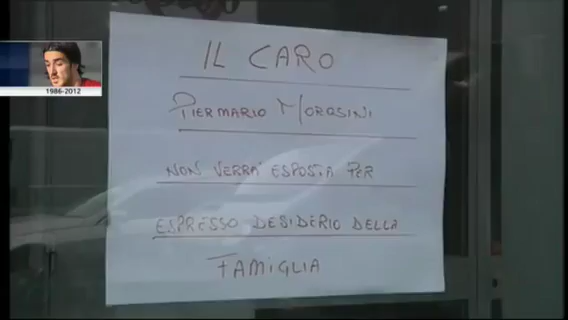 IL CARO
PIERMARIO MOROSINI
NON VERRA' ESPOSTA PER
ESPRESSO DESIDERIO DELLA
FAMIGLIA
1986-2012